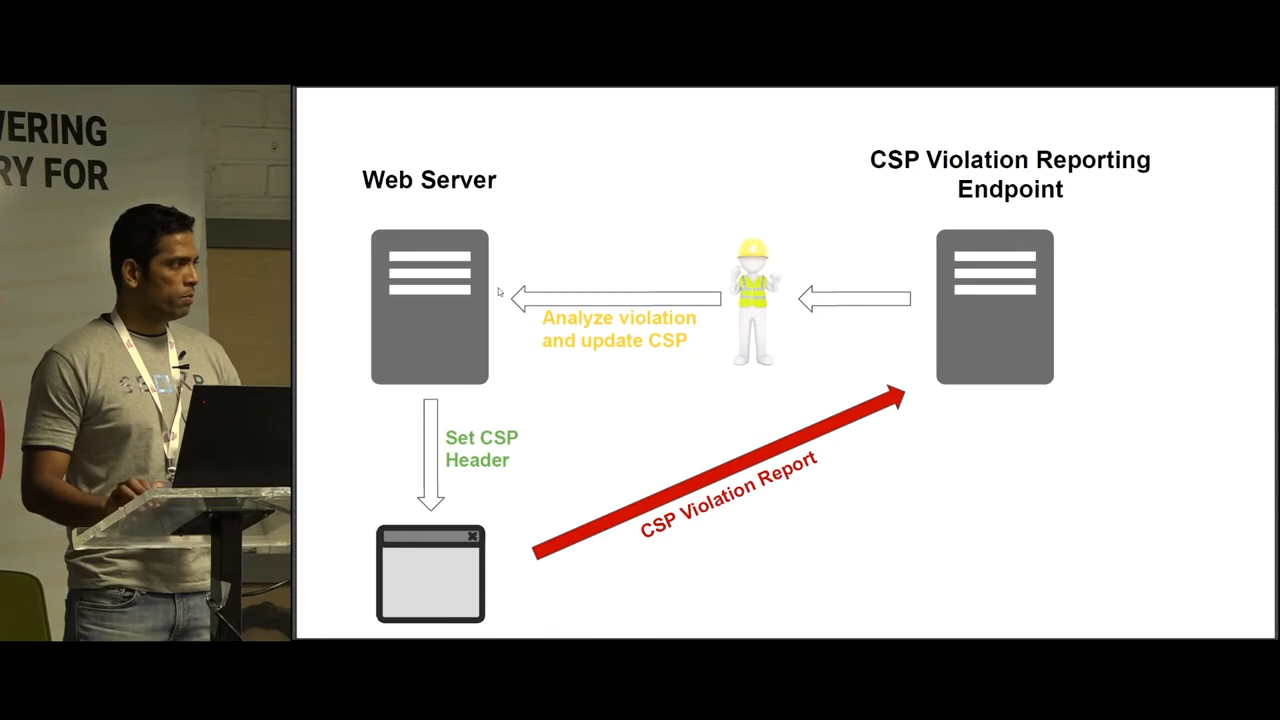 WERING
RY FOR
Web Server
CSP Violation Reporting
Endpoint
Analyze violation
and update CSP
Set CSP
Header
CSP Violation Report